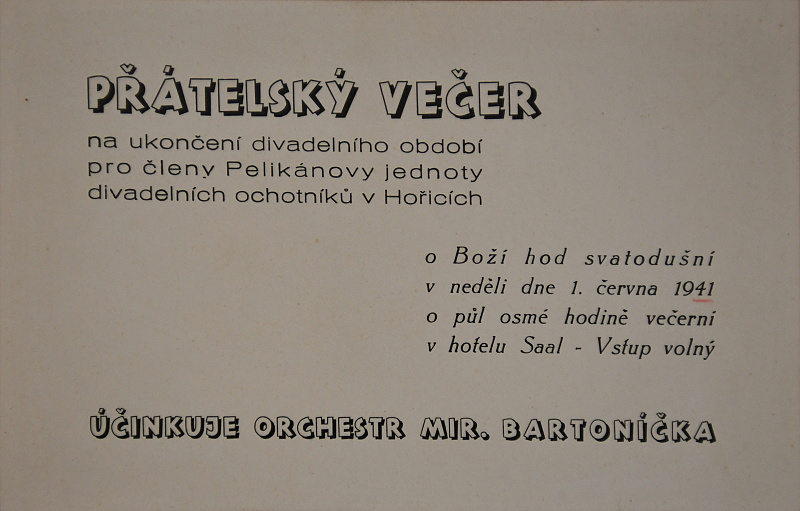 PŘÁTELSKÝ VEČER
na ukončení divadelního období
pro členy Pelikánovy jednoty
divadelních ochotníků v Hořicích
o Boží hod svatodušní
v neděli dne 1. června 1941
o půl osmé hodině večerní
v hotelu Saal - Vstup volný
ÚČINKUJE ORCHESTR MIR. BARTONÍČKA